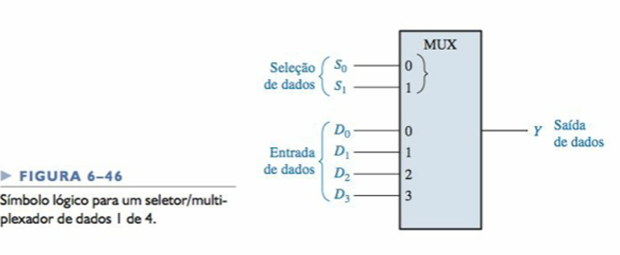 MUX
Seleção
de dados
S0
0
S1
1
Entrada
de dados
D0
0
D1
1
D2
2
D3
3
Y
Saída
de dados
▶ FIGURA 6–46
Símbolo lógico para um seletor/multi-
plexador de dados 1 de 4.